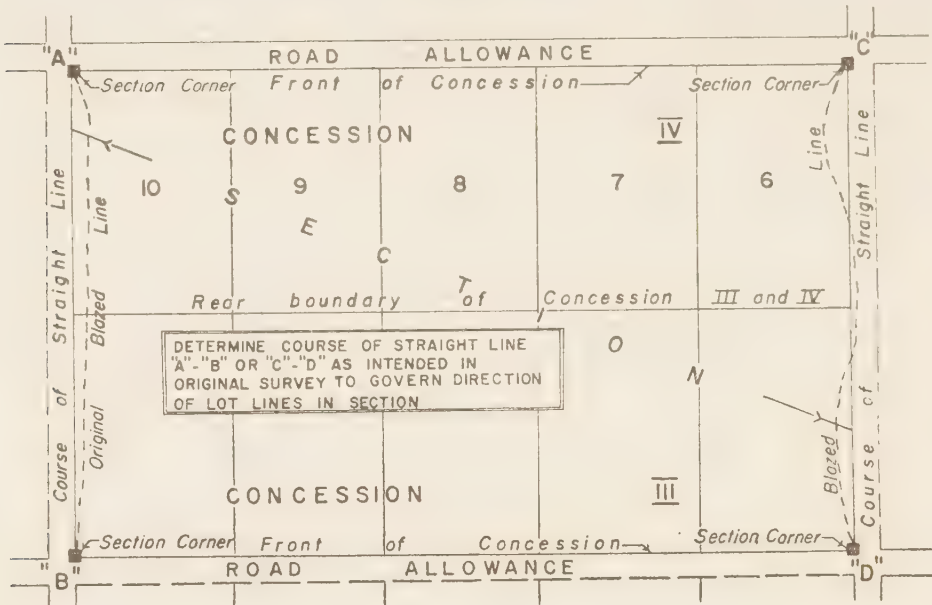 "A" ROAD ALLOWANCE "C"
Section Corner Front of Concession Section Corner
CONCESSION IV
10 9 8 7 6
SECTION
Rear boundary of Concession III and IV
DETERMINE COURSE OF STRAIGHT LINE
"A"-"B" OR "C"-"D" AS INTENDED IN
ORIGINAL SURVEY TO GOVERN DIRECTION
OF LOT LINES IN SECTION
Course of Straight Line
Original Blazed Line
Blazed Line
Course of Straight Line
CONCESSION III
Section Corner Front of Concession Section Corner
"B" ROAD ALLOWANCE "D"